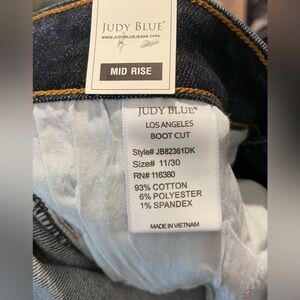 JUDY BLUE®
WWW.JUDYBLUEJEANS.COM
MID RISE
JUDY BLUE®
LOS ANGELES
BOOT CUT
Style# JB82361DK
Size# 11/30
RN# 116380
93% COTTON
6% POLYESTER
1% SPANDEX
MADE IN VIETNAM